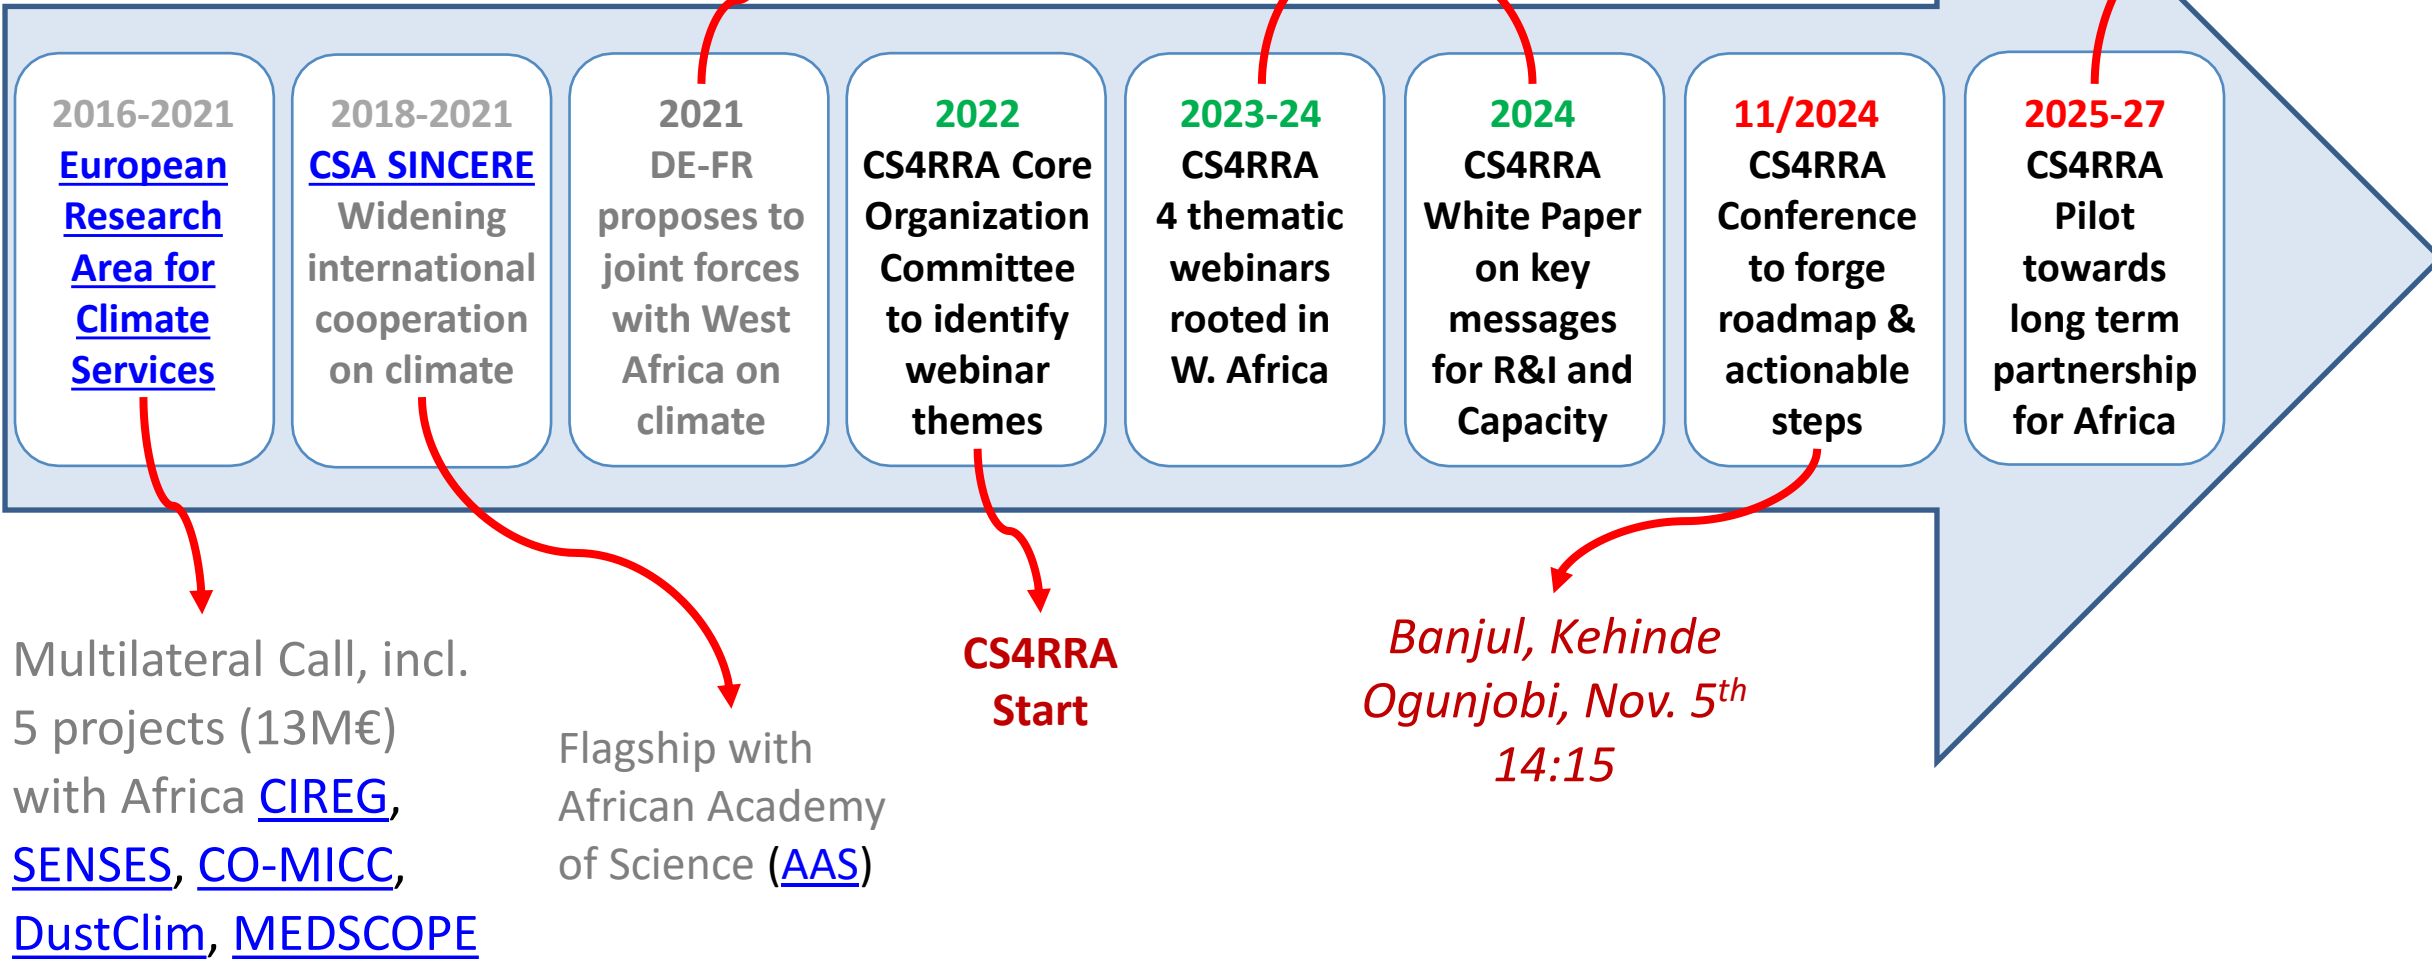 2016-2021
European
Research
Area for
Climate
Services
2018-2021
CSA SINCERE
Widening
international
cooperation
on climate
2021
DE-FR
proposes to
joint forces
with West
Africa on
climate
2022
CS4RRA Core
Organization
Committee
to identify
webinar
themes
2023-24
CS4RRA
4 thematic
webinars
rooted in
W. Africa
2024
CS4RRA
White Paper
on key
messages
for R&I and
Capacity
11/2024
CS4RRA
Conference
to forge
roadmap &
actionable
steps
2025-27
CS4RRA
Pilot
towards
long term
partnership
for Africa
Multilateral Call, incl.
5 projects (13M€)
with Africa CIREG,
SENSES, CO-MICC,
DustClim, MEDSCOPE
Flagship with
African Academy
of Science (AAS)
CS4RRA
Start
Banjul, Kehinde
Ogunjobi, Nov. 5th
14:15